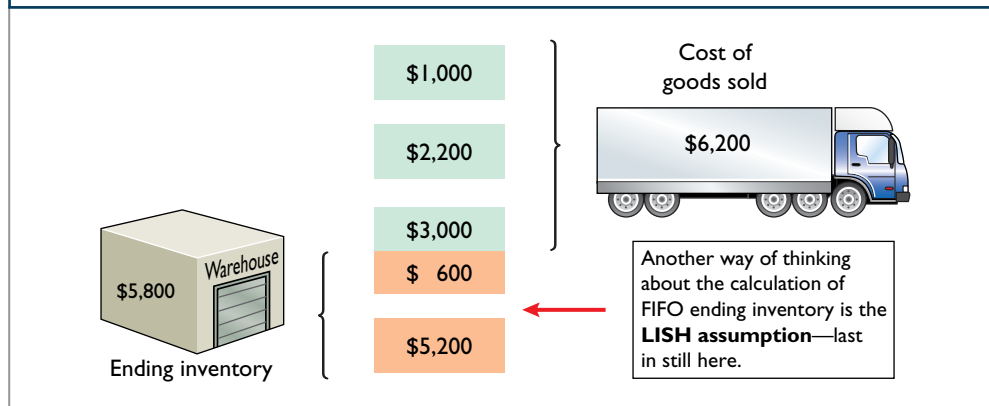 $1,000
$2,200
$3,000
$ 600
$5,200
Cost of
goods sold
$6,200
Warehouse
$5,800
Ending inventory
Another way of thinking
about the calculation of
FIFO ending inventory is the
LISH assumption—last
in still here.